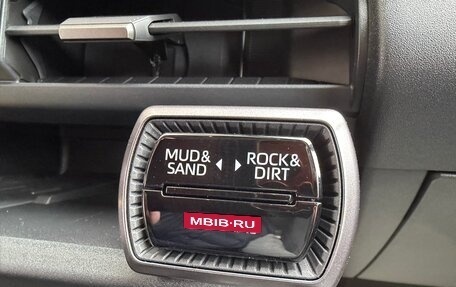 MUD& ROCK&
SAND DIRT
MBIB·RU